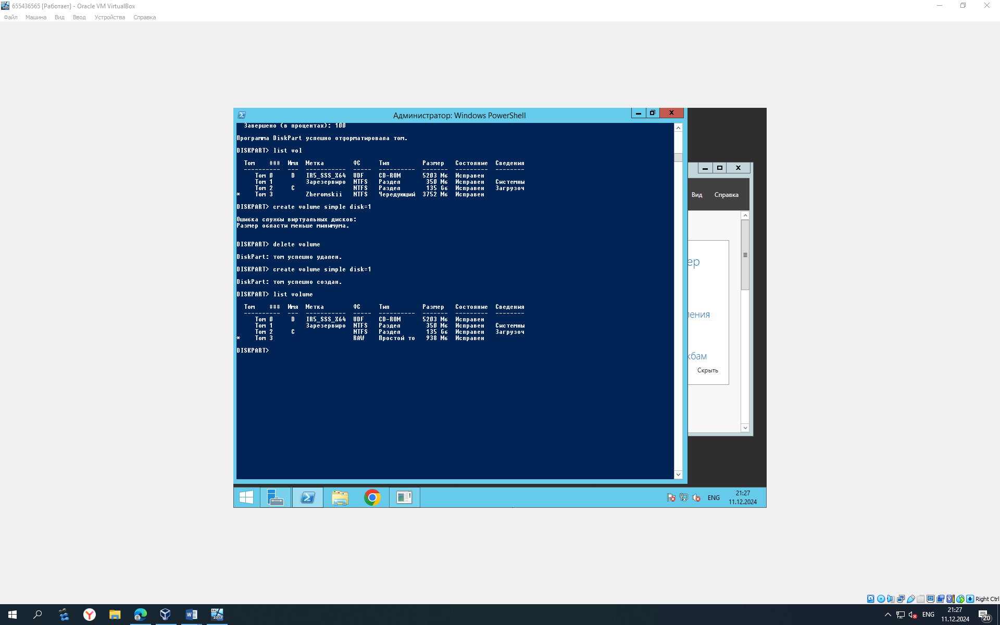 655436565 [Работает] - Oracle VM VirtualBox
Файл Машина Вид Ввод Устройства Справка
Администратор: Windows PowerShell
Завершено (в процентах): 100
Программа DiskPart успешно отформатировала том.
DISKPART> list vol
Том ### Имя Метка ФС Тип Размер Состояние Сведения
---------- --- ------------ ----- ---------- ------- --------- --------
Том 0 D IR5_SSS_X64 UDF CD-ROM 5203 Мб Исправен
Том 1 Зарезервиро NTFS Раздел 350 Мб Исправен Системны
Том 2 C NTFS Раздел 135 Gб Исправен Загрузоч
* Том 3 Zheromskii NTFS Чередующий 3752 Мб Исправен
DISKPART> create volume simple disk=1
Ошибка службы виртуальных дисков:
Размер области меньше минимума.
DISKPART> delete volume
DiskPart: том успешно удален.
DISKPART> create volume simple disk=1
DiskPart: том успешно создан.
DISKPART> list volume
Том ### Имя Метка ФС Тип Размер Состояние Сведения
---------- --- ------------ ----- ---------- ------- --------- --------
Том 0 D IR5_SSS_X64 UDF CD-ROM 5203 Мб Исправен
Том 1 Зарезервиро NTFS Раздел 350 Мб Исправен Системны
Том 2 C NTFS Раздел 135 Gб Исправен Загрузоч
* Том 3 RAW Простой то 938 Мб Исправен
DISKPART>
Вид Справка
ер
ления
кбам
Скрыть
ENG
21:27
11.12.2024
Right Ctrl
64
2012
ENG
21:27
11.12.2024
20